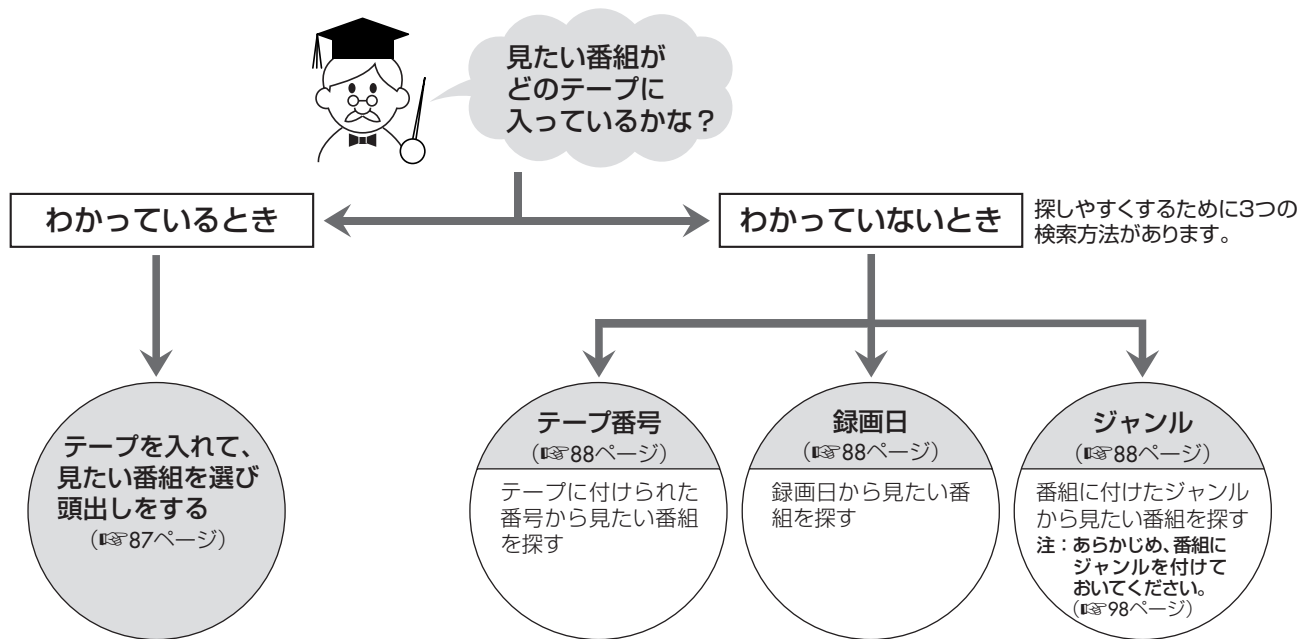 見たい番組が
どのテープに
入っているかな？
わかっているとき
わかっていないとき
探しやすくするために3つの
検索方法があります。
テープを入れて、
見たい番組を選び
頭出しをする
（☞87ページ）
テープ番号
（☞88ページ）
テープに付けられた
番号から見たい番組
を探す
録画日
（☞88ページ）
録画日から見たい番
組を探す
ジャンル
（☞88ページ）
番組に付けたジャンル
から見たい番組を探す
注：あらかじめ、番組に
ジャンルを付けて
おいてください。
（☞98ページ）